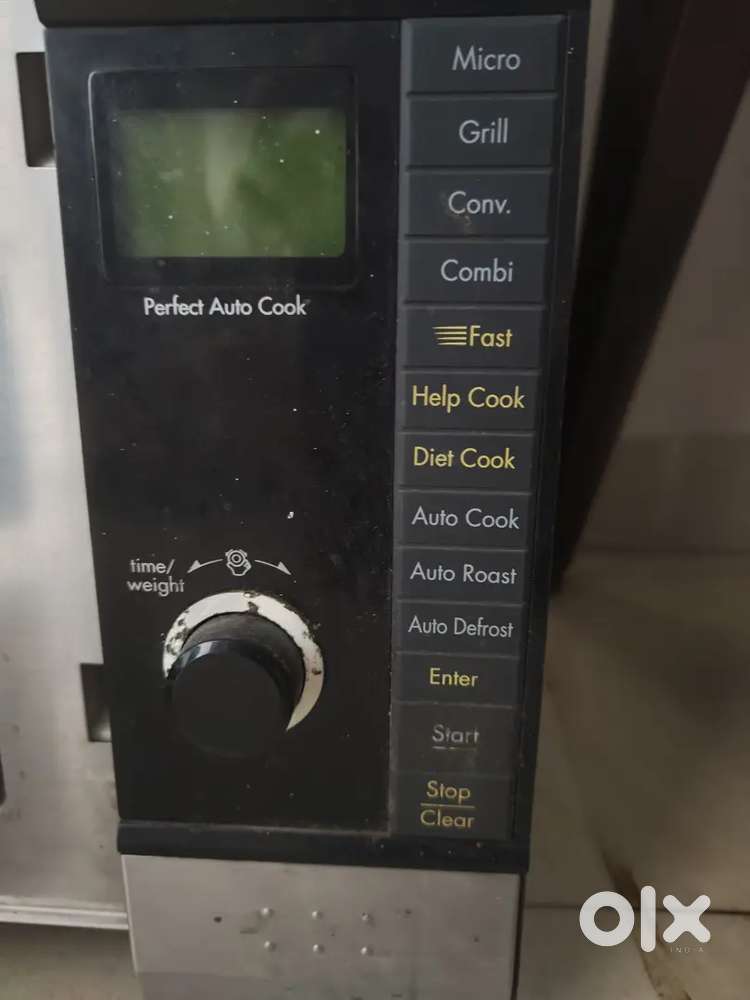 Micro
Grill
Conv.
Combi
Perfect Auto Cook
Fast
Help Cook
Diet Cook
Auto Cook
Auto Roast
Auto Defrost
time/
weight
Enter
Start
Stop
Clear
olx
INDIA